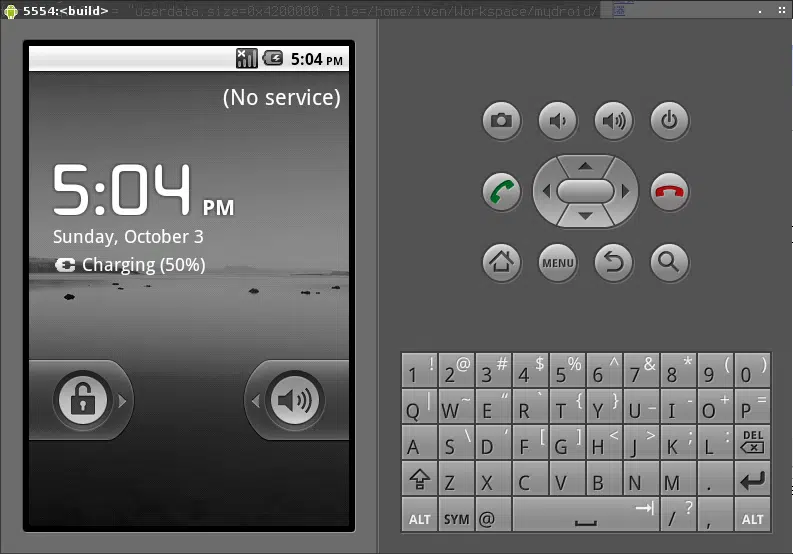 5554:<build>= "userdata.size=0x4200000 file=/home/iven/Workspace/mydroid/
5:04 PM
(No service)
5:04 PM
Sunday, October 3
Charging (50%)
MENU
1 ! 2 @ 3 # 4 $ 5 % 6 ^ 7 & 8 * 9 ( 0 )
Q | W ~ E " R ` T { Y } U _ I - O + P =
A S \ D ' F [ G ] H < J > K ; L : DEL
Z X C V B N M .
ALT SYM @ / ? , ALT